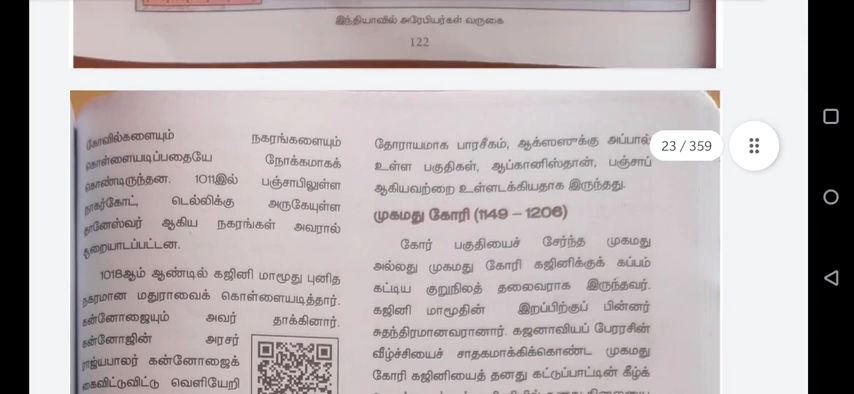 இந்தியாவில் அரேபியர்கள் வருகை
122
23 / 359
கோவில்களையும் நகரங்களையும்
கொள்ளையடிப்பதையே நோக்கமாகக்
கொண்டிருந்தன. 1011இல் பஞ்சாபிலுள்ள
நாகர்கோட், டெல்லிக்கு அருகேயுள்ள
தானேஸ்வர் ஆகிய நகரங்கள் அவரால்
சூறையாடப்பட்டன.
1018ஆம் ஆண்டில் கஜினி மாமூது புனித
நகரமான மதுராவைக் கொள்ளையடித்தார்.
கன்னோஜையும் அவர் தாக்கினார்.
கன்னோஜின் அரசர்
ராஜ்யபாலர் கன்னோஜைக்
கைவிட்டுவிட்டு வெளியேறி
தோராயமாக பாரசீகம், ஆக்ஸஸுக்கு அப்பால்
உள்ள பகுதிகள், ஆப்கானிஸ்தான், பஞ்சாப்
ஆகியவற்றை உள்ளடக்கியதாக இருந்தது.
முகமது கோரி (1149 – 1206)
கோர் பகுதியைச் சேர்ந்த முகமது
அல்லது முகமது கோரி கஜினிக்குக் கப்பம்
கட்டிய குறுநிலத் தலைவராக இருந்தவர்.
கஜினி மாமூதின் இறப்பிற்குப் பின்னர்
சுதந்திரமானவரானார். கஜனாவியப் பேரரசின்
வீழ்ச்சியைச் சாதகமாக்கிக்கொண்ட முகமது
கோரி கஜினியைத் தனது கட்டுப்பாட்டின் கீழ்க்